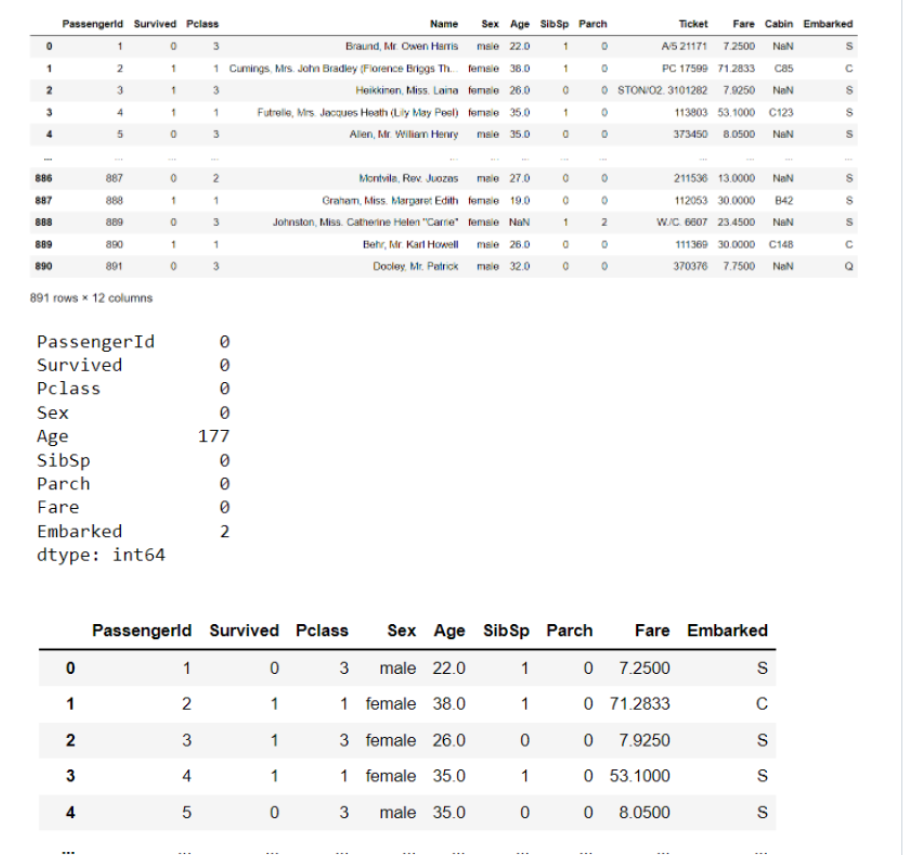 PassengerId Survived Pclass Name Sex Age SibSp Parch Ticket Fare Cabin Embarked
0 1 0 3 Braund, Mr. Owen Harris male 22.0 1 0 A/5 21171 7.2500 NaN S
1 2 1 1 Cumings, Mrs. John Bradley (Florence Briggs Th... female 38.0 1 0 PC 17599 71.2833 C85 C
2 3 1 3 Heikkinen, Miss. Laina female 26.0 0 0 STON/O2. 3101282 7.9250 NaN S
3 4 1 1 Futrelle, Mrs. Jacques Heath (Lily May Peel) female 35.0 1 0 113803 53.1000 C123 S
4 5 0 3 Allen, Mr. William Henry male 35.0 0 0 373450 8.0500 NaN S
... ... ... ... ... ... ... ... ... ... ... ... ...
886 887 0 2 Montvila, Rev. Juozas male 27.0 0 0 211536 13.0000 NaN S
887 888 1 1 Graham, Miss. Margaret Edith female 19.0 0 0 112053 30.0000 B42 S
888 889 0 3 Johnston, Miss. Catherine Helen "Carrie" female NaN 1 2 W./C. 6607 23.4500 NaN S
889 890 1 1 Behr, Mr. Karl Howell male 26.0 0 0 111369 30.0000 C148 C
890 891 0 3 Dooley, Mr. Patrick male 32.0 0 0 370376 7.7500 NaN Q
891 rows × 12 columns
PassengerId 0
Survived 0
Pclass 0
Sex 0
Age 177
SibSp 0
Parch 0
Fare 0
Embarked 2
dtype: int64
PassengerId Survived Pclass Sex Age SibSp Parch Fare Embarked
0 1 0 3 male 22.0 1 0 7.2500 S
1 2 1 1 female 38.0 1 0 71.2833 C
2 3 1 3 female 26.0 0 0 7.9250 S
3 4 1 1 female 35.0 1 0 53.1000 S
4 5 0 3 male 35.0 0 0 8.0500 S
... ... ... ... ... ... ... ... ... ...